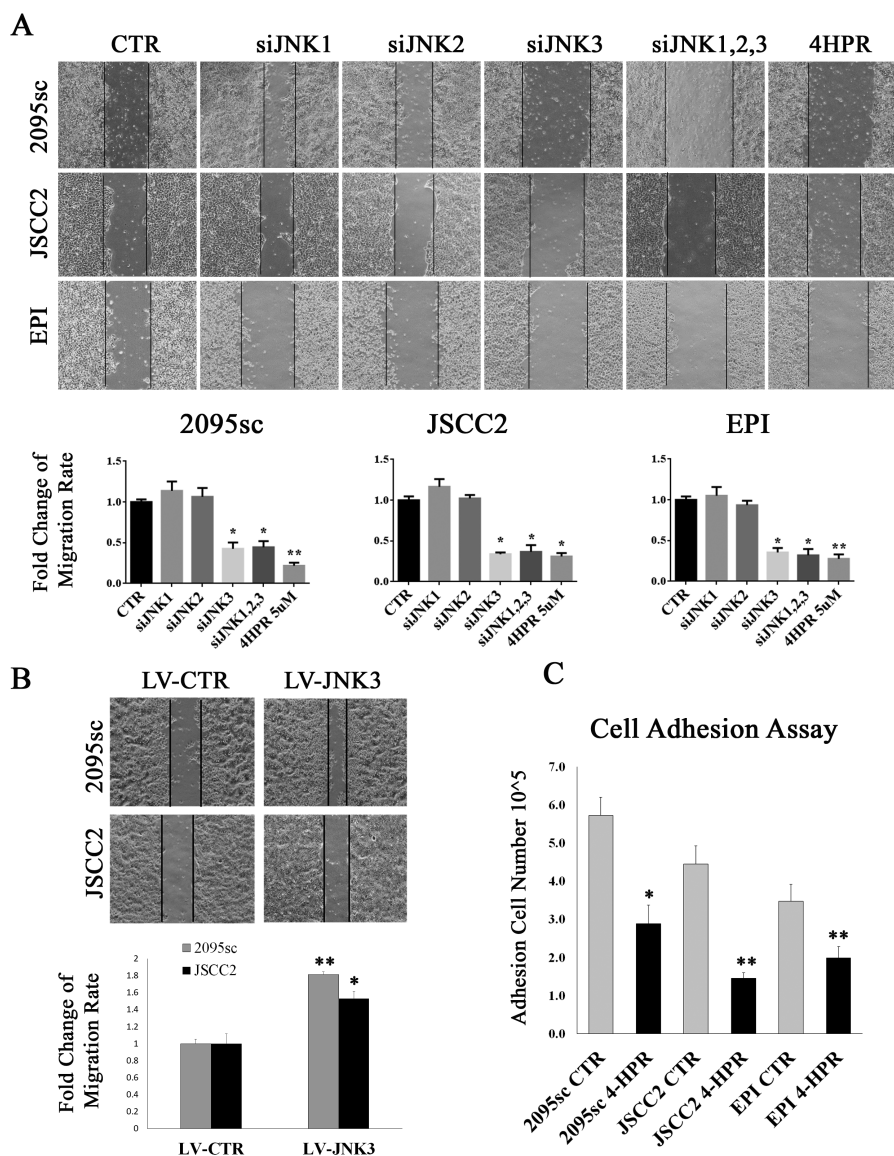 A
CTR siJNK1 siJNK2 siJNK3 siJNK1,2,3 4HPR
2095sc
JSCC2
EPI
2095sc JSCC2 EPI
Fold Change of
Migration Rate
1.5
1.0
0.5
0.0
* * **
CTR siJNK1 siJNK2 siJNK3 siJNK1,2,3 4HPR 5uM
1.5
1.0
0.5
0.0
* * *
CTR siJNK1 siJNK2 siJNK3 siJNK1,2,3 4HPR 5uM
1.5
1.0
0.5
0.0
* * **
CTR siJNK1 siJNK2 siJNK3 siJNK1,2,3 4HPR 5uM
B
LV-CTR LV-JNK3
2095sc
JSCC2
2095sc
JSCC2
Fold Change of
Migration Rate
2
1.8
1.6
1.4
1.2
1
0.8
0.6
0.4
0.2
0
** *
LV-CTR LV-JNK3
C
Cell Adhesion Assay
Adhesion Cell Number 10^5
7.0
6.0
5.0
4.0
3.0
2.0
1.0
0.0
* ** **
2095sc CTR 2095sc 4-HPR JSCC2 CTR JSCC2 4-HPR EPI CTR EPI 4-HPR